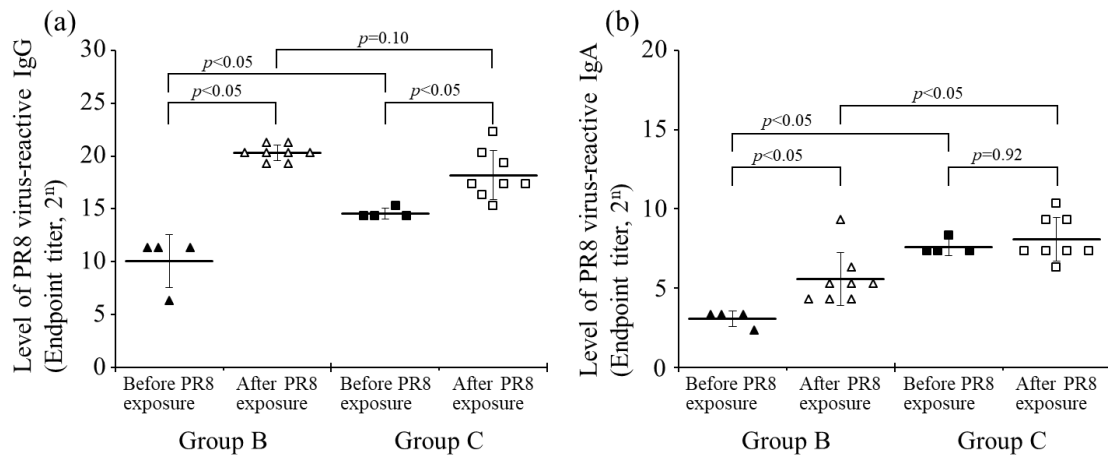 (a)
Level of PR8 virus-reactive IgG
(Endpoint titer, 2ⁿ)
30
25
20
15
10
5
0
p=0.10
p<0.05
p<0.05
p<0.05
Before PR8
exposure
After PR8
exposure
Before PR8
exposure
After PR8
exposure
Group B
Group C
(b)
Level of PR8 virus-reactive IgA
(Endpoint titer, 2ⁿ)
20
15
10
5
0
p<0.05
p<0.05
p<0.05
p=0.92
Before PR8
exposure
After PR8
exposure
Before PR8
exposure
After PR8
exposure
Group B
Group C